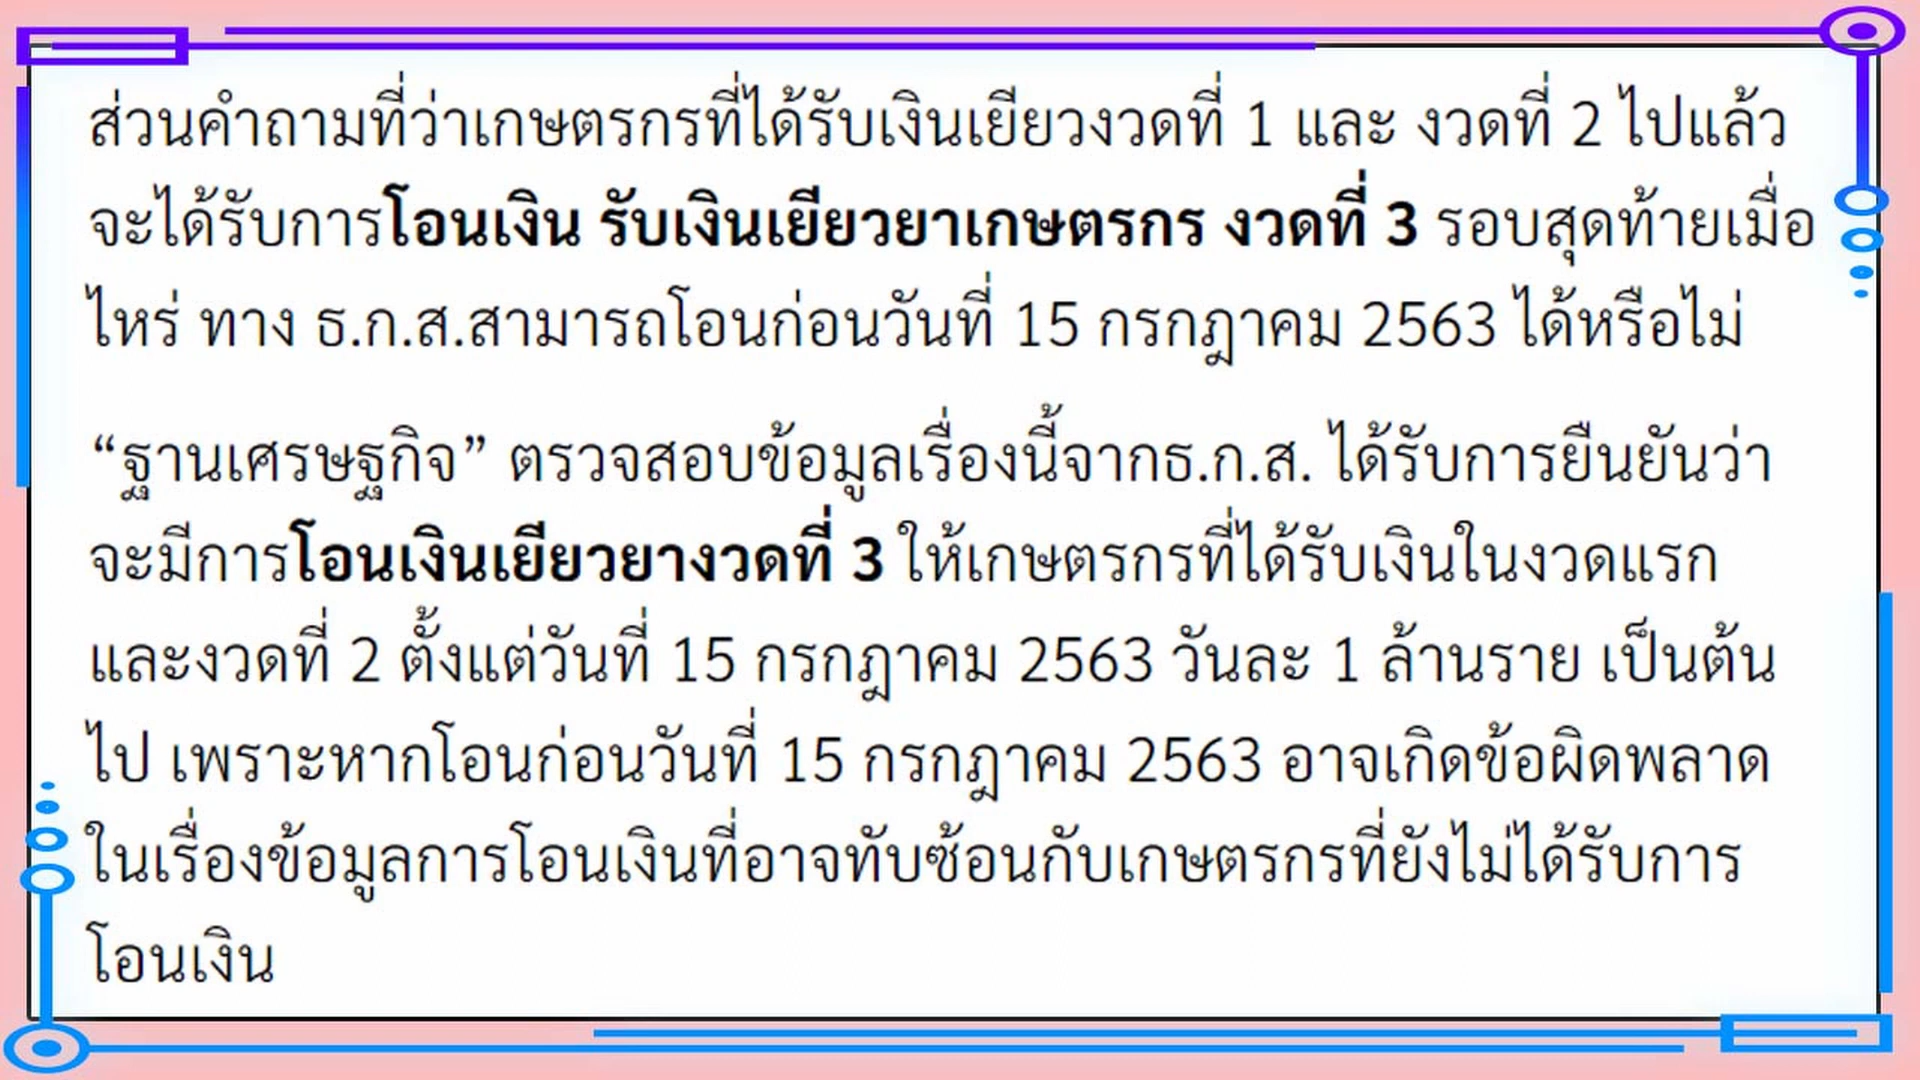 ส่วนคำถามที่ว่าเกษตรกรที่ได้รับเงินเยียวงวดที่ 1 และ งวดที่ 2 ไปแล้ว
จะได้รับการโอนเงิน รับเงินเยียวยาเกษตรกร งวดที่ 3 รอบสุดท้ายเมื่อ
ไหร่ ทาง ธ.ก.ส.สามารถโอนก่อนวันที่ 15 กรกฎาคม 2563 ได้หรือไม่
“ฐานเศรษฐกิจ” ตรวจสอบข้อมูลเรื่องนี้จากธ.ก.ส. ได้รับการยืนยันว่า
จะมีการโอนเงินเยียวยางวดที่ 3 ให้เกษตรกรที่ได้รับเงินในงวดแรก
และงวดที่ 2 ตั้งแต่วันที่ 15 กรกฎาคม 2563 วันละ 1 ล้านราย เป็นต้น
ไป เพราะหากโอนก่อนวันที่ 15 กรกฎาคม 2563 อาจเกิดข้อผิดพลาด
ในเรื่องข้อมูลการโอนเงินที่อาจทับซ้อนกับเกษตรกรที่ยังไม่ได้รับการ
โอนเงิน